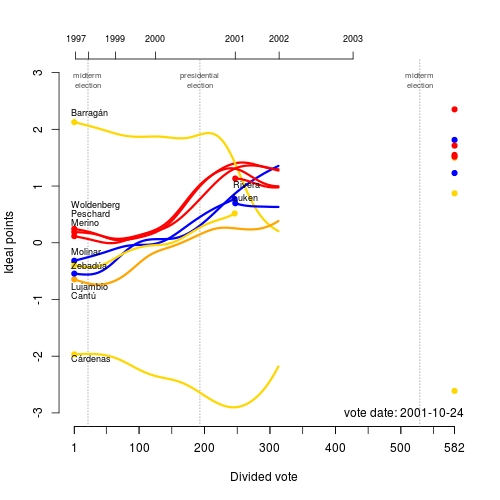 1997 1999 2000 2001 2002 2003
midterm presidential midterm
election election election
3
Barragán
2
Rivera
1
uken
Woldenberg
Peschard
Merino
0
Molinar
Zebadúa
Lujambio
Cantú
-1
-2
Cárdenas
-3
vote date: 2001-10-24
1 100 200 300 400 500 582
Divided vote
Ideal points